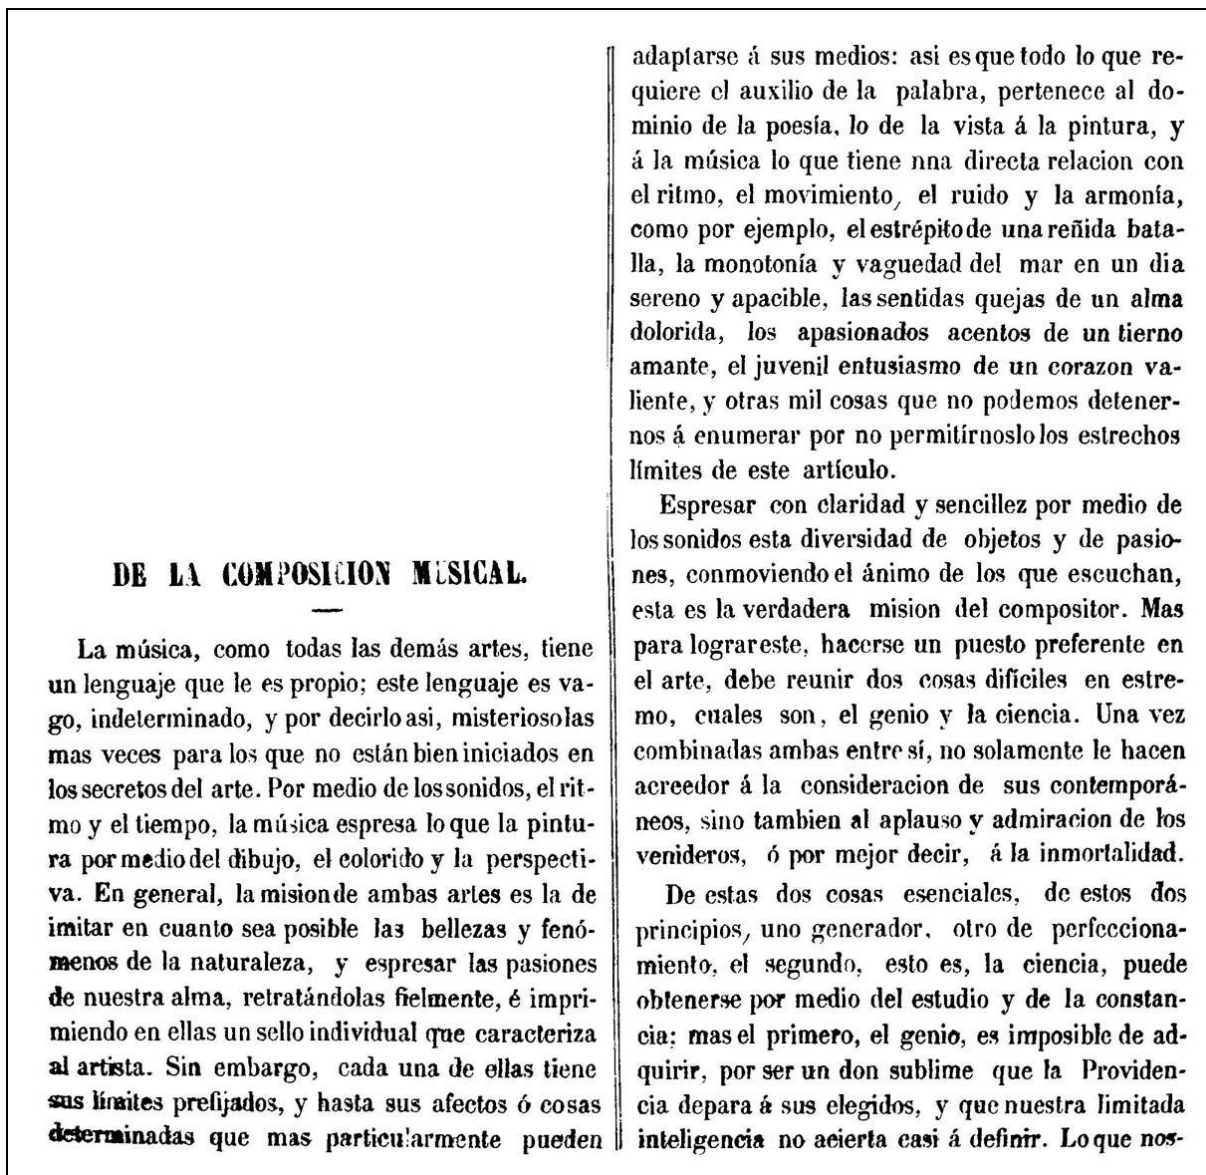 DE LA COMPOSICION MUSICAL.
La música, como todas las demás artes, tiene
un lenguaje que le es propio; este lenguaje es va-
go, indeterminado, y por decirlo asi, misterioso las
mas veces para los que no están bien iniciados en
los secretos del arte. Por medio de los sonidos, el rit-
mo y el tiempo, la música espresa lo que la pintu-
ra por medio del dibujo, el colorido y la perspecti-
va. En general, la mision de ambas artes es la de
imitar en cuanto sea posible las bellezas y fenó-
menos de la naturaleza, y espresar las pasiones
de nuestra alma, retratándolas fielmente, é impri-
miendo en ellas un sello individual que caracteriza
al artista. Sin embargo, cada una de ellas tiene
sus límites prefijados, y hasta sus afectos ó cosas
determinadas que mas particularmente pueden
adaptarse á sus medios: asi es que todo lo que re-
quiere el auxilio de la palabra, pertenece al do-
minio de la poesía, lo de la vista á la pintura, y
á la música lo que tiene nna directa relacion con
el ritmo, el movimiento, el ruido y la armonía,
como por ejemplo, el estrépito de una reñida bata-
lla, la monotonía y vaguedad del mar en un dia
sereno y apacible, las sentidas quejas de un alma
dolorida, los apasionados acentos de un tierno
amante, el juvenil entusiasmo de un corazon va-
liente, y otras mil cosas que no podemos detener-
nos á enumerar por no permitírnoslo los estrechos
límites de este artículo.
Espresar con claridad y sencillez por medio de
los sonidos esta diversidad de objetos y de pasio-
nes, conmoviendo el ánimo de los que escuchan,
esta es la verdadera mision del compositor. Mas
para lograr este, hacerse un puesto preferente en
el arte, debe reunir dos cosas difíciles en estre-
mo, cuales son, el genio y la ciencia. Una vez
combinadas ambas entre sí, no solamente le hacen
acreedor á la consideracion de sus contemporá-
neos, sino tambien al aplauso y admiracion de los
venideros, ó por mejor decir, á la inmortalidad.
De estas dos cosas esenciales, de estos dos
principios, uno generador, otro de perfecciona-
miento, el segundo, esto es, la ciencia, puede
obtenerse por medio del estudio y de la constan-
cia; mas el primero, el genio, es imposible de ad-
quirir, por ser un don sublime que la Providen-
cia depara á sus elegidos, y que nuestra limitada
inteligencia no acierta casi á definir. Lo que nos-